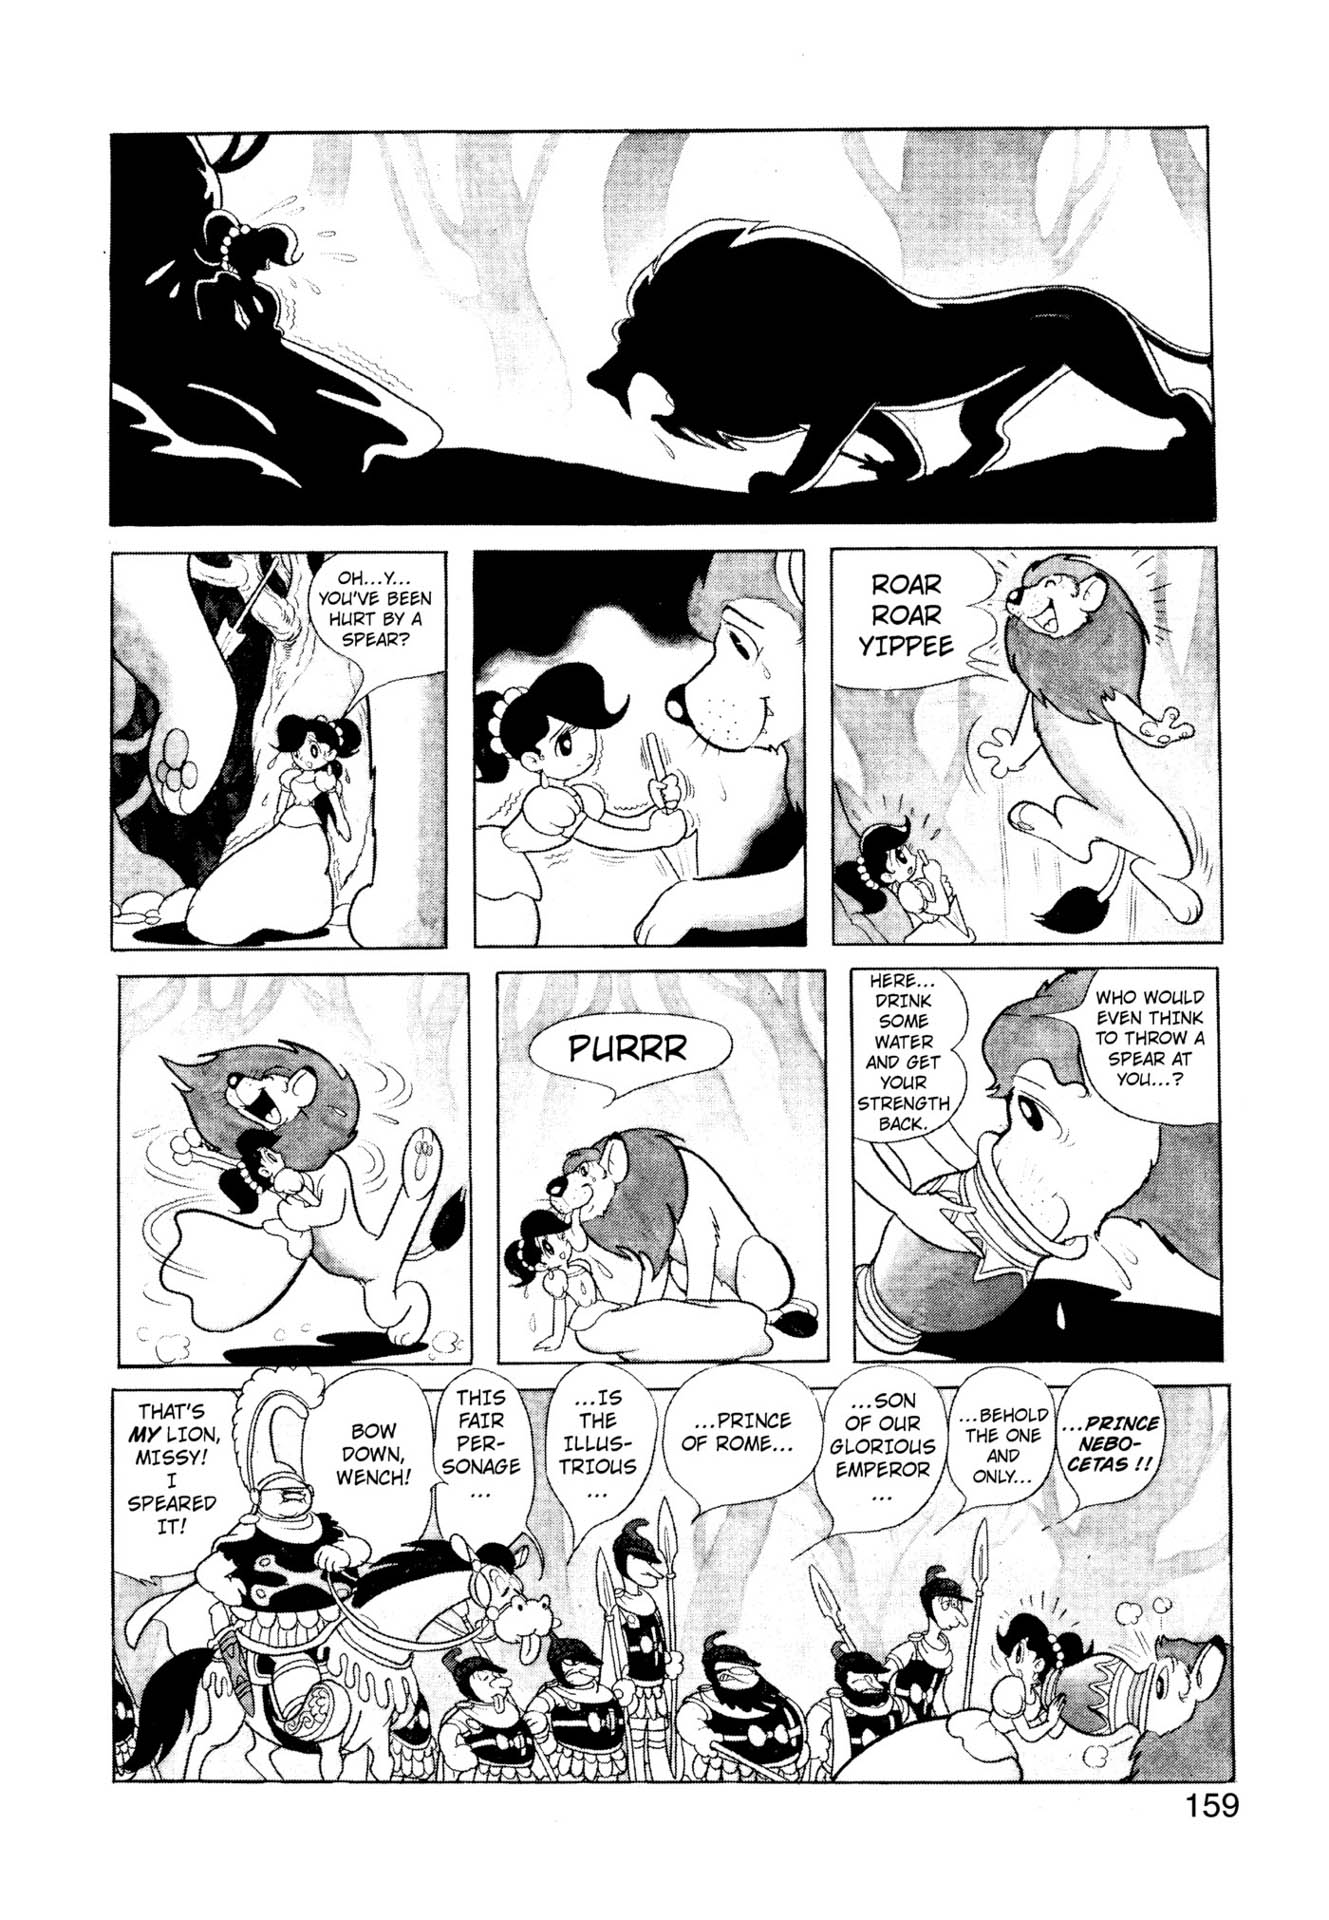 OH...Y...
YOU'VE BEEN
HURT BY A
SPEAR?
ROAR
ROAR
YIPPEE
PURRR
HERE...
DRINK
SOME
WATER
AND GET
YOUR
STRENGTH
BACK.
WHO WOULD
EVEN THINK
TO THROW A
SPEAR AT
YOU...?
THAT'S
MY LION,
MISSY!
I
SPEARED
IT!
BOW
DOWN,
WENCH!
THIS
FAIR
PER-
SONAGE
...
...IS
THE
ILLUS-
TRIOUS
...
...PRINCE
OF ROME...
...SON
OF OUR
GLORIOUS
EMPEROR
...
...BEHOLD
THE ONE
AND
ONLY...
...PRINCE
NEBO-
CETAS!!
159